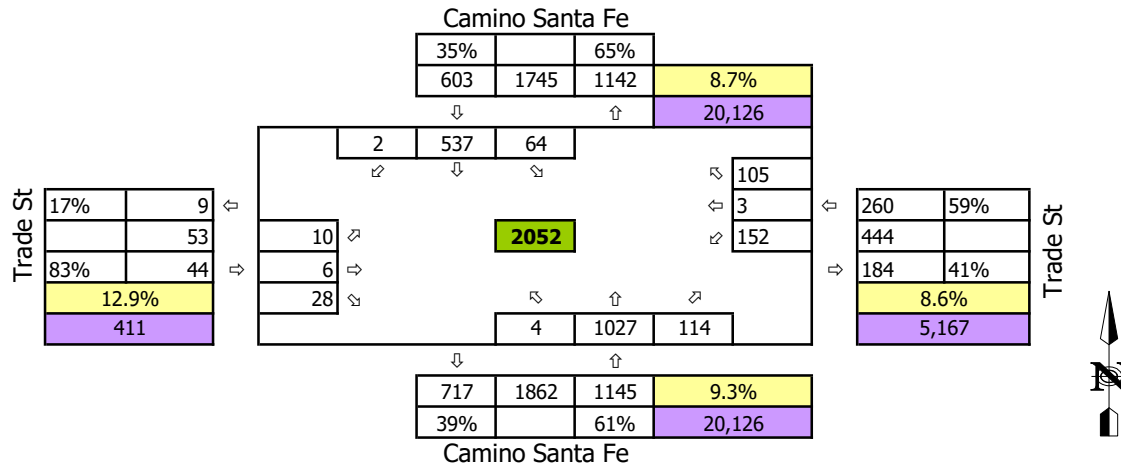 Camino Santa Fe
35% 65%
603 1745 1142 8.7%
⇩ ⇧ 20,126
2 537 64
⬃ ⇩ ⬂
⬁ 105
Trade St
17% 9 ⇦
⇦ 3
⇦ 260 59%
53
10 ⬀
2052
⬃ 152
444
83% 44 ⇨
6 ⇨
⇨ 184 41%
Trade St
12.9%
28 ⬂
⬁ ⇧ ⬀
8.6%
411
4 1027 114
5,167
⇩ ⇧
717 1862 1145 9.3%
39% 61% 20,126
Camino Santa Fe
N